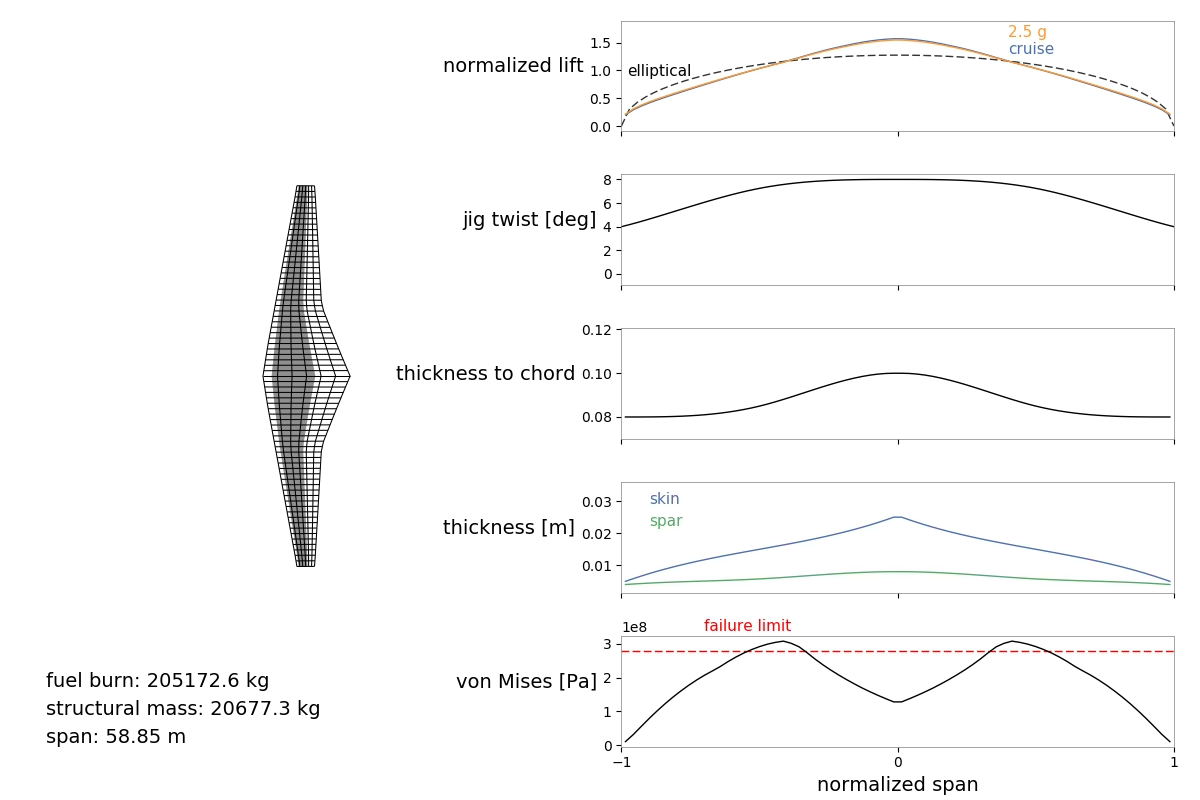 normalized lift
1.5
1.0
0.5
0.0
elliptical
2.5 g
cruise
jig twist [deg]
8
6
4
2
0
thickness to chord
0.12
0.10
0.08
thickness [m]
0.03
0.02
0.01
skin
spar
von Mises [Pa]
1e8
failure limit
3
2
1
0
−1
0
1
normalized span
fuel burn: 205172.6 kg
structural mass: 20677.3 kg
span: 58.85 m